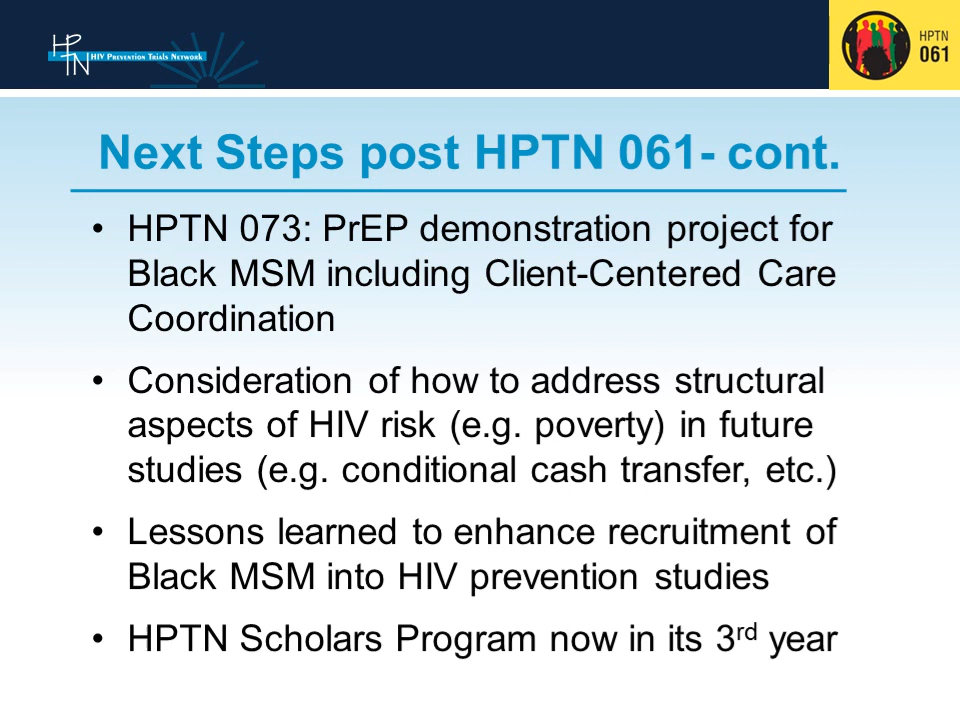 HPTN
HIV Prevention Trials Network
HPTN
061
Next Steps post HPTN 061- cont.
• HPTN 073: PrEP demonstration project for
Black MSM including Client-Centered Care
Coordination
• Consideration of how to address structural
aspects of HIV risk (e.g. poverty) in future
studies (e.g. conditional cash transfer, etc.)
• Lessons learned to enhance recruitment of
Black MSM into HIV prevention studies
• HPTN Scholars Program now in its 3rd year